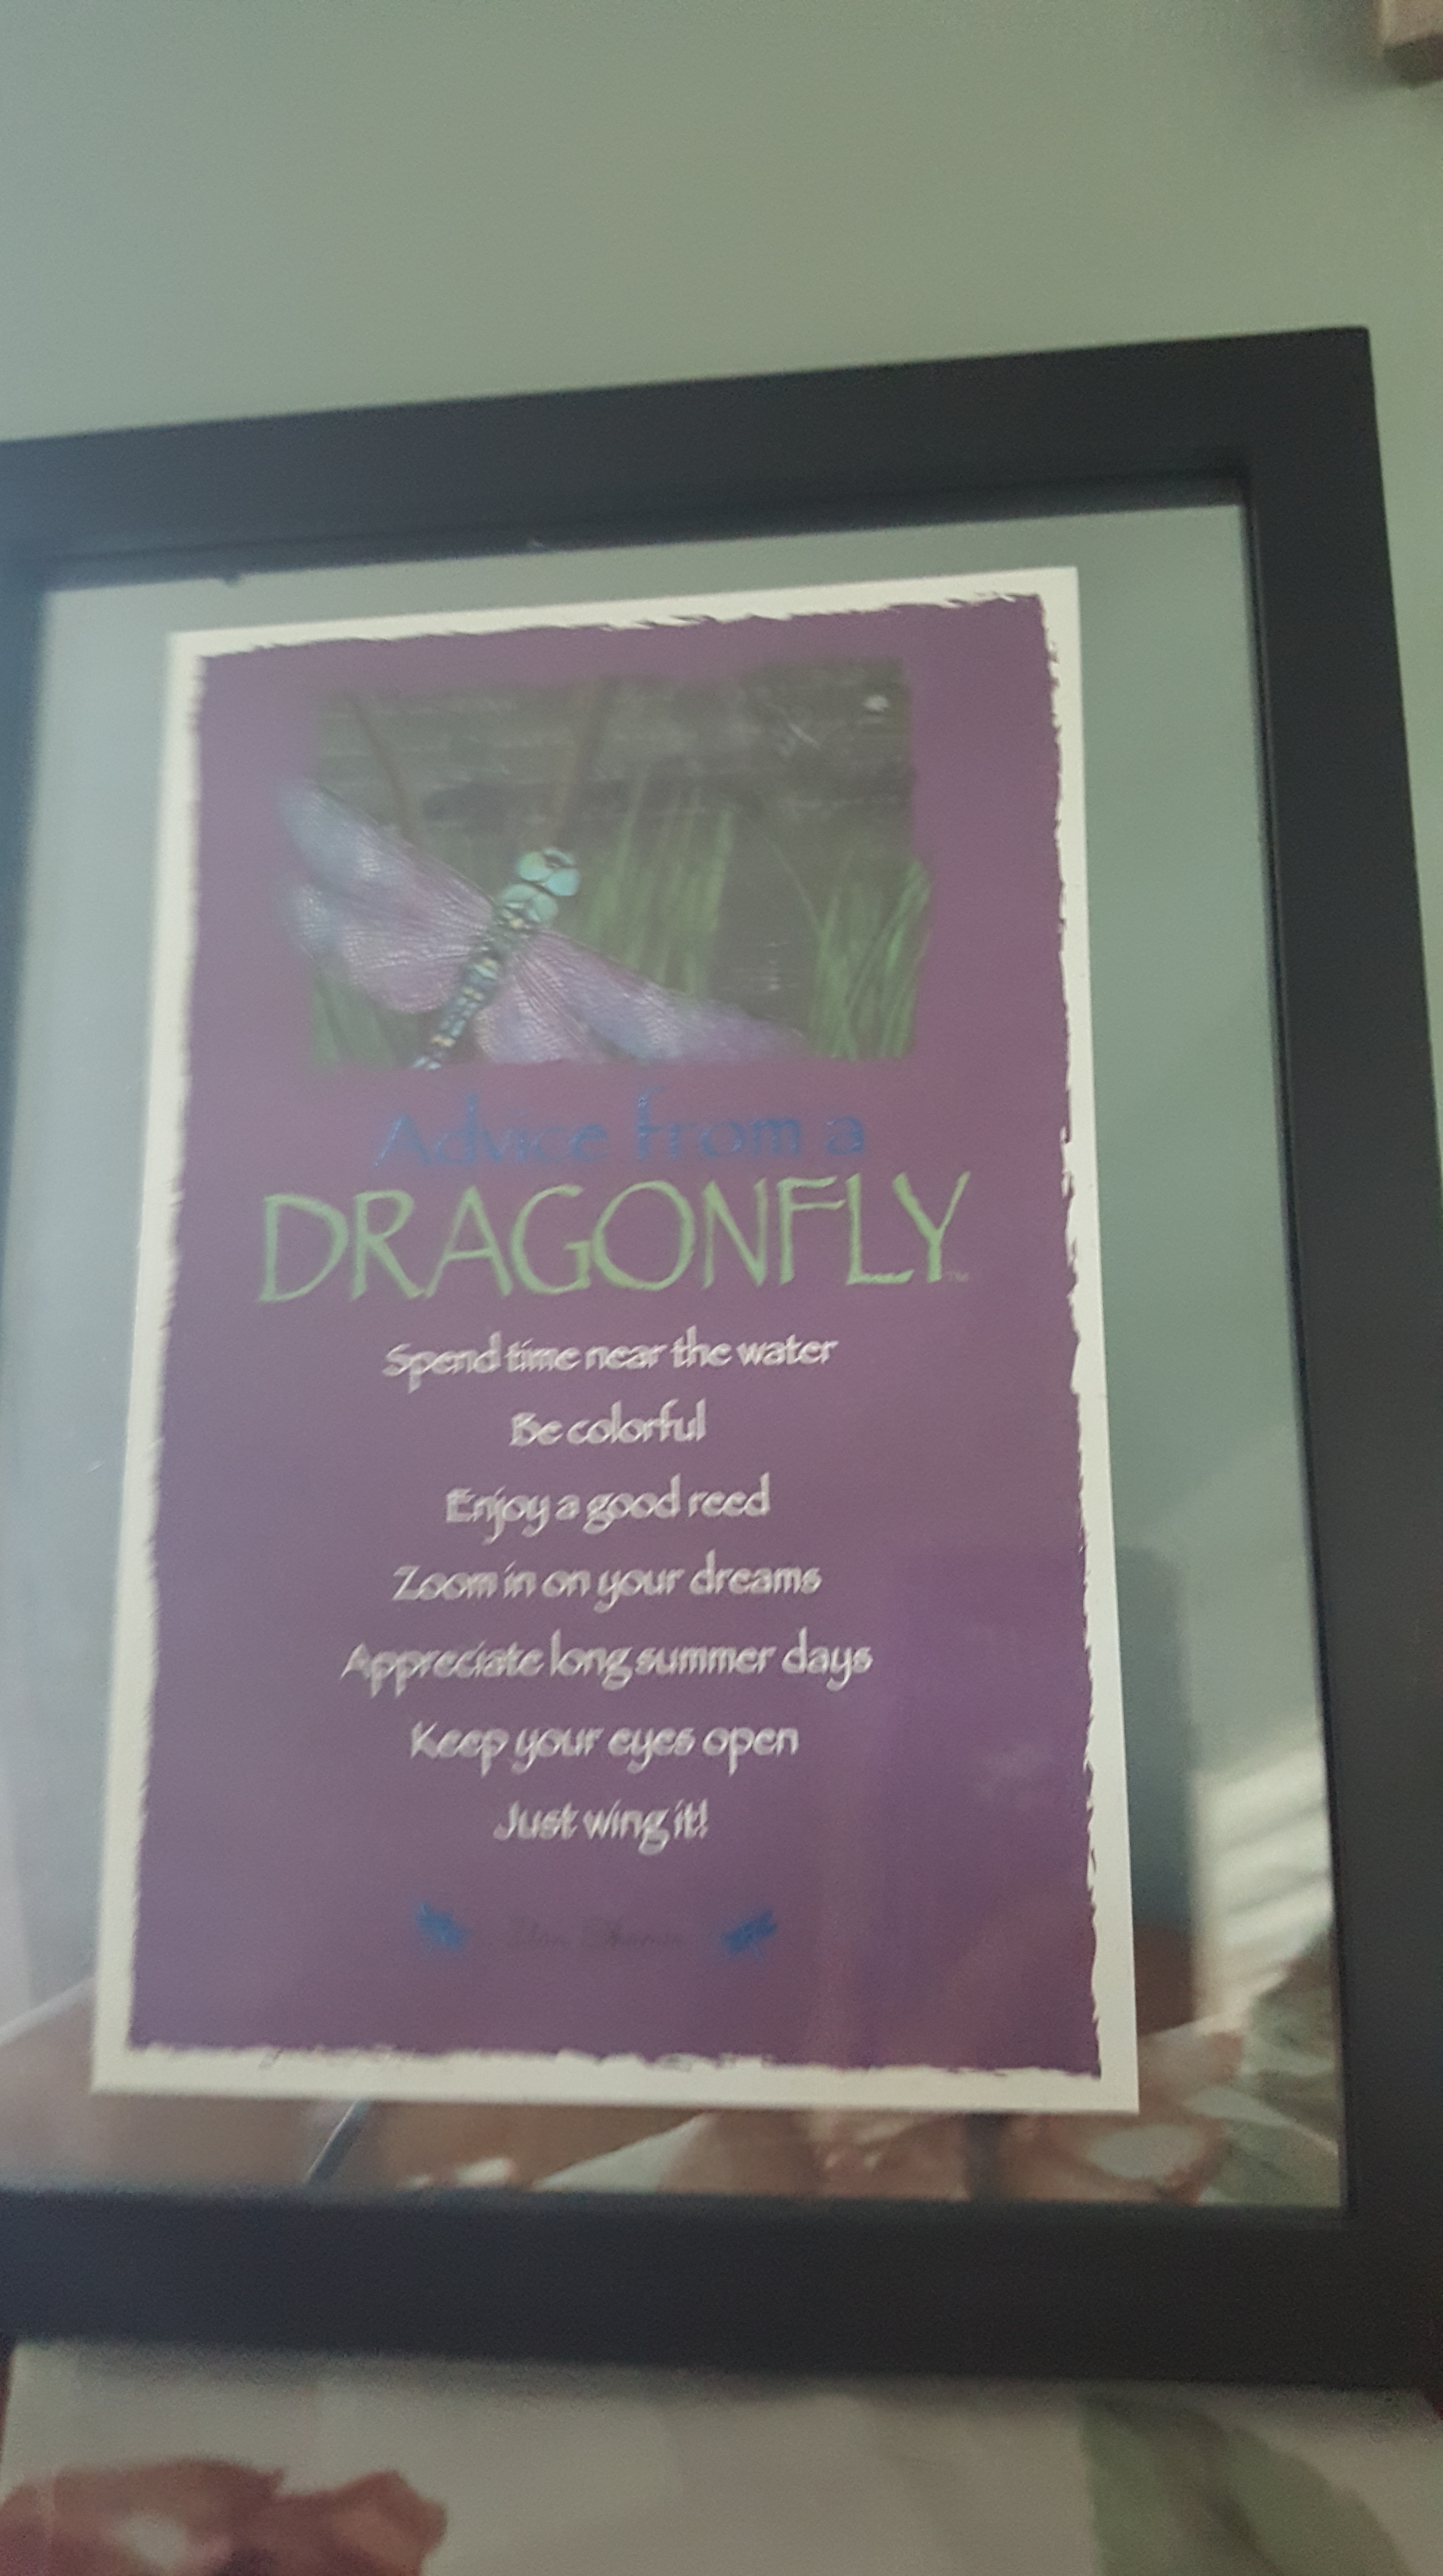 Advice from a
DRAGONFLY™
Spend time near the water
Be colorful
Enjoy a good reed
Zoom in on your dreams
Appreciate long summer days
Keep your eyes open
Just wing it!